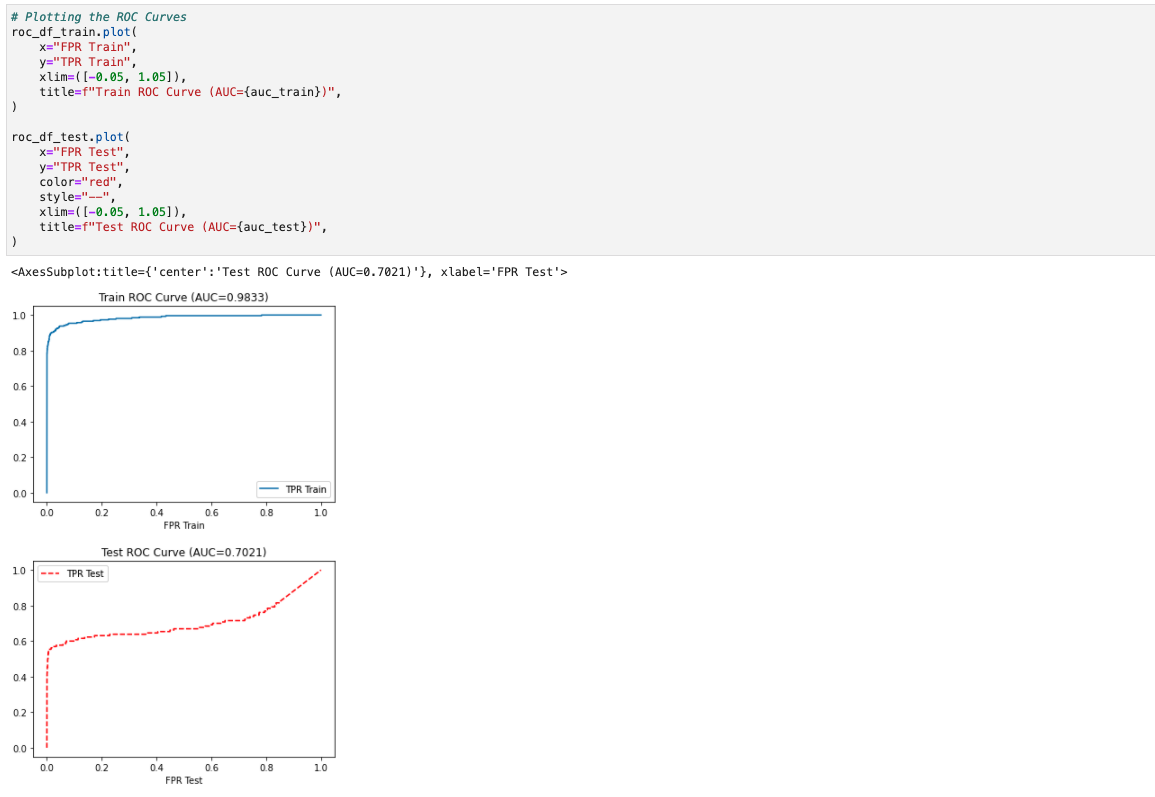 # Plotting the ROC Curves
roc_df_train.plot(
    x="FPR Train",
    y="TPR Train",
    xlim=([-0.05, 1.05]),
    title=f"Train ROC Curve (AUC={auc_train})",
)

roc_df_test.plot(
    x="FPR Test",
    y="TPR Test",
    color="red",
    style="--",
    xlim=([-0.05, 1.05]),
    title=f"Test ROC Curve (AUC={auc_test})",
)
<AxesSubplot:title={'center':'Test ROC Curve (AUC=0.7021)'}, xlabel='FPR Test'>
Train ROC Curve (AUC=0.9833)
1.0
0.8
0.6
0.4
0.2
0.0
TPR Train
0.0 0.2 0.4 0.6 0.8 1.0
FPR Train
Test ROC Curve (AUC=0.7021)
1.0
TPR Test
0.8
0.6
0.4
0.2
0.0
0.0 0.2 0.4 0.6 0.8 1.0
FPR Test